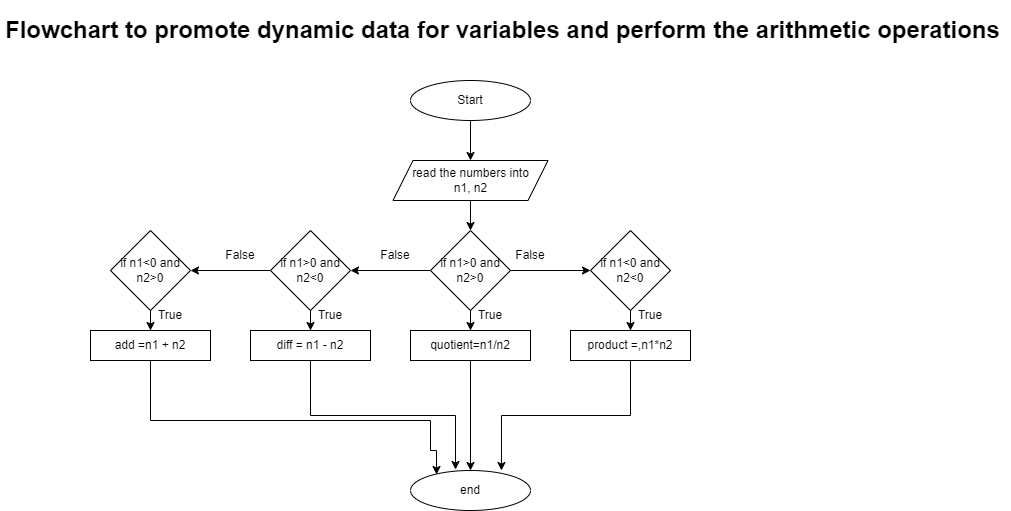 Flowchart to promote dynamic data for variables and perform the arithmetic operations
Start
read the numbers into
n1, n2
False
False
False
If n1<0 and
n2>0
If n1>0 and
n2<0
If n1>0 and
n2>0
If n1<0 and
n2<0
True
True
True
True
add =n1 + n2
diff = n1 - n2
quotient=n1/n2
product =,n1*n2
end